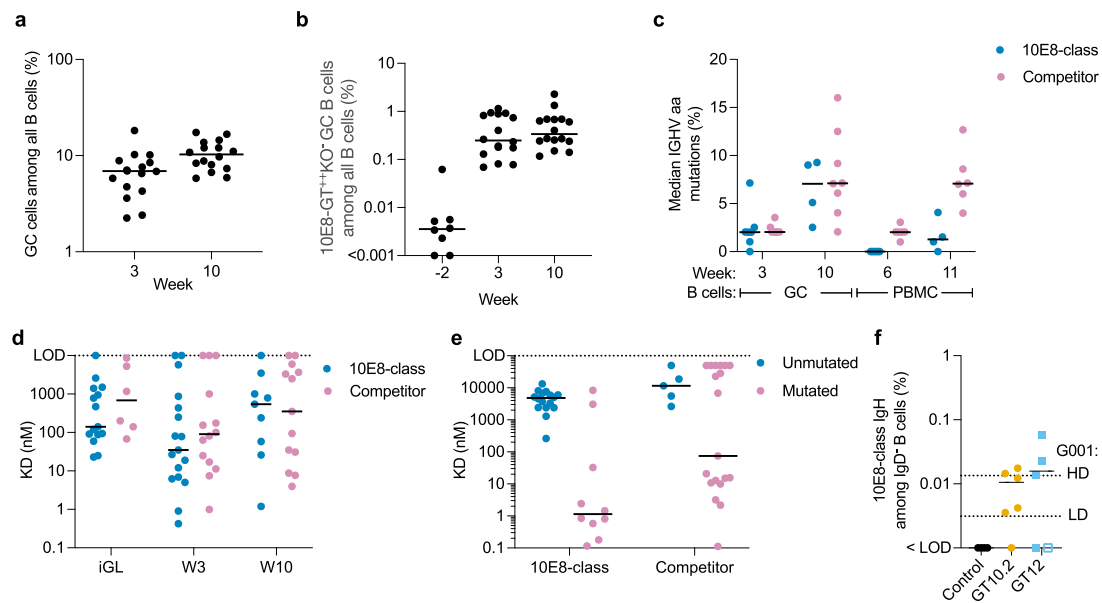 a
GC cells among all B cells (%)
100
10
1
3
10
Week
b
10E8-GT++KO- GC B cells
among all B cells (%)
10
1
0.1
0.01
<0.001
-2
3
10
Week
c
Median IGHV aa
mutations (%)
20
15
10
5
0
Week:
3
10
6
11
B cells:
GC
PBMC
10E8-class
Competitor
d
KD (nM)
LOD
1000
100
10
1
0.1
iGL
W3
W10
10E8-class
Competitor
e
KD (nM)
LOD
10000
1000
100
10
1
0.1
10E8-class
Competitor
Unmutated
Mutated
f
10E8-class IgH
among IgD- B cells (%)
1
0.1
0.01
< LOD
G001:
HD
LD
Control
GT10.2
GT12